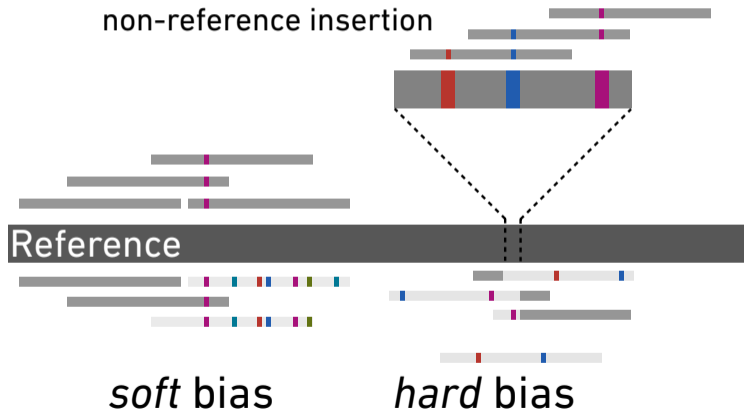 non-reference insertion
Reference
soft bias
hard bias